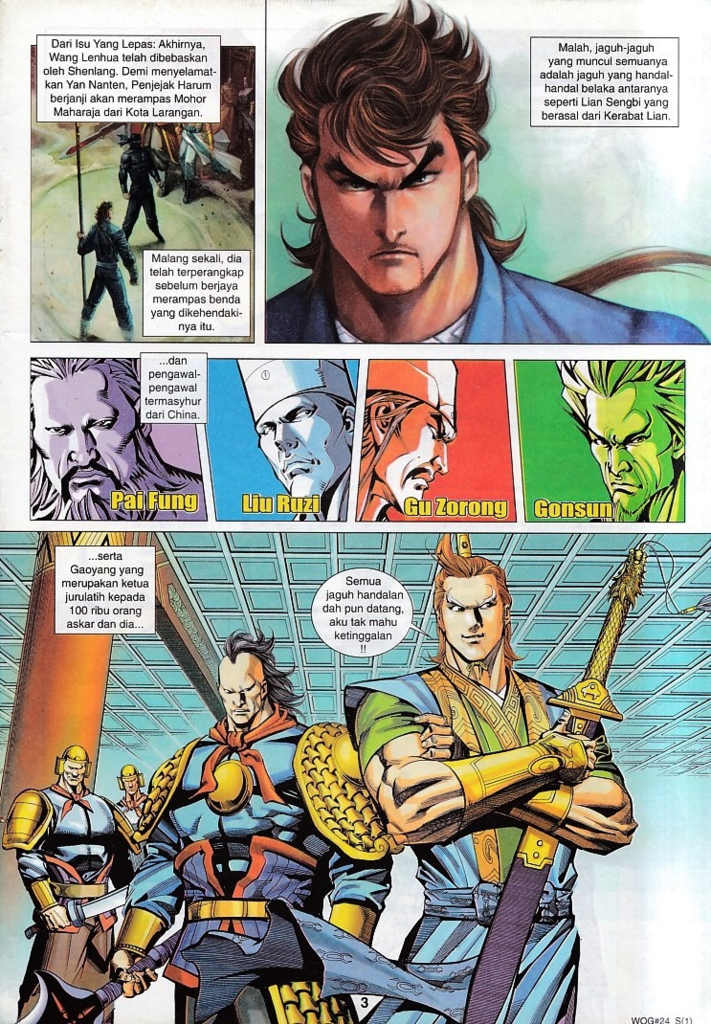 Dari Isu Yang Lepas: Akhirnya,
Wang Lenhua telah dibebaskan
oleh Shenlang. Demi menyelamat-
kan Yan Nanten, Penjejak Harum
berjanji akan merampas Mohor
Maharaja dari Kota Larangan.
Malang sekali, dia
telah terperangkap
sebelum berjaya
merampas benda
yang dikehendaki-
nya itu.
Malah, jaguh-jaguh
yang muncul semuanya
adalah jaguh yang handal-
handal belaka antaranya
seperti Lian Sengbi yang
berasal dari Kerabat Lian.
...dan
pengawal-
pengawal
termasyhur
dari China.
Pai Fung
Liu Ruzi
Gu Zorong
Gonsun
...serta
Gaoyang yang
merupakan ketua
jurulatih kepada
100 ribu orang
askar dan dia...
Semua
jaguh handalan
dah pun datang,
aku tak mahu
ketinggalan
!!
3
WOG#24 S(1)